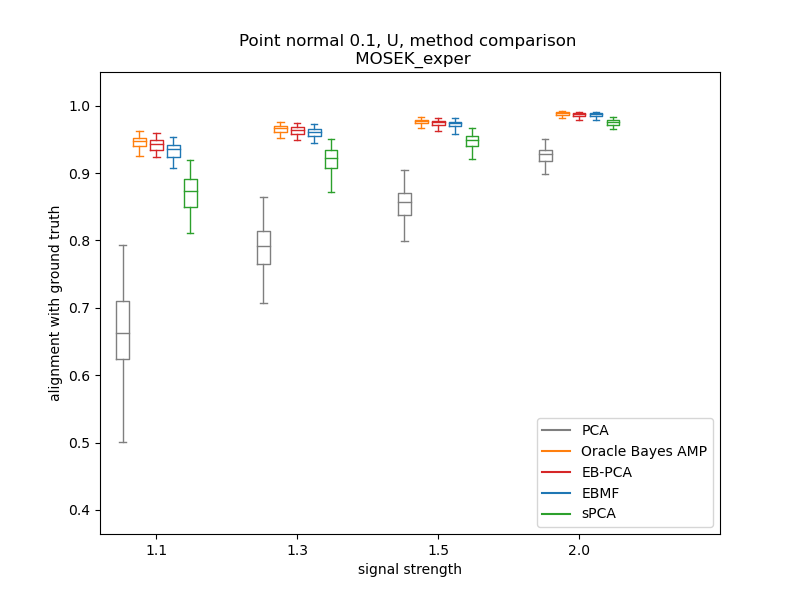 Point normal 0.1, U, method comparison
MOSEK_exper
alignment with ground truth
1.0
0.9
0.8
0.7
0.6
0.5
0.4
PCA
Oracle Bayes AMP
EB-PCA
EBMF
sPCA
1.1
1.3
1.5
2.0
signal strength